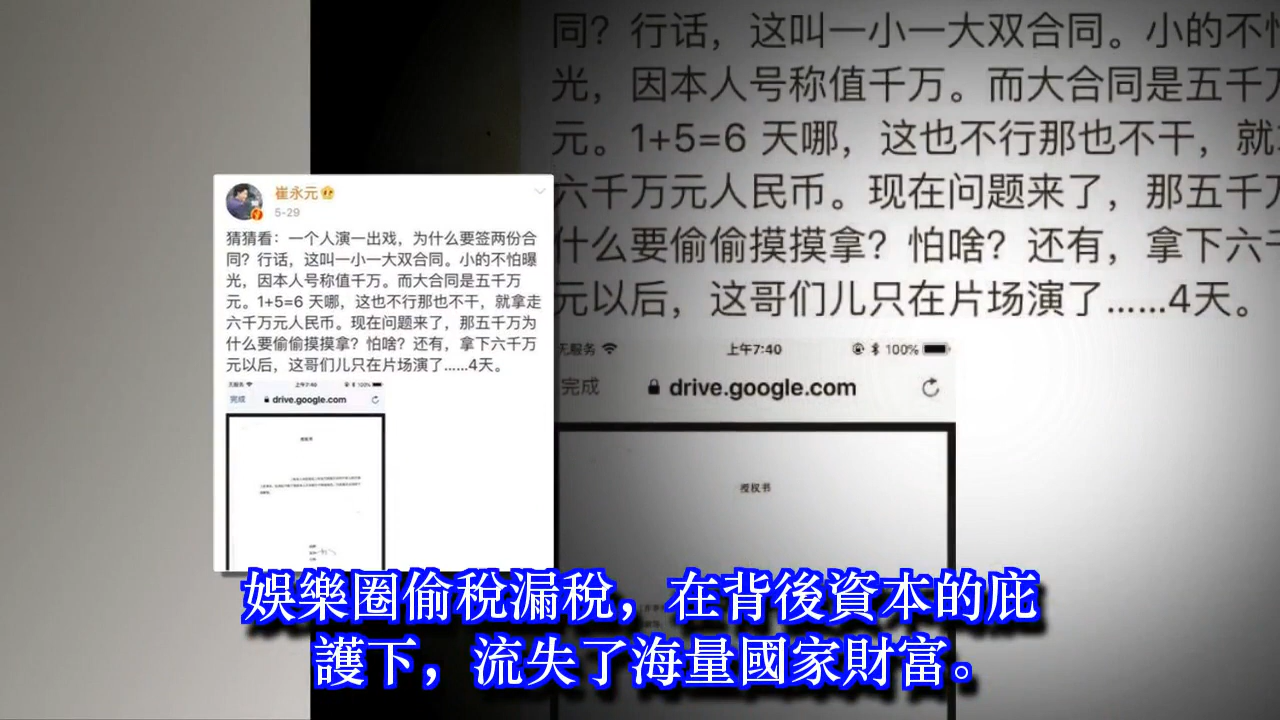 崔永元
5-29
猜猜看：一个人演一出戏，为什么要签两份合
同？行话，这叫一小一大双合同。小的不怕曝
光，因本人号称值千万。而大合同是五千万
元。1+5=6 天哪，这也不行那也不干，就拿走
六千万元人民币。现在问题来了，那五千万为
什么要偷偷摸摸拿？怕啥？还有，拿下六千万
元以后，这哥们儿只在片场演了……4天。
无服务 上午7:40 100%
完成 drive.google.com
授权书
同？行话，这叫一小一大双合同。小的不怕
光，因本人号称值千万。而大合同是五千万
元。1+5=6 天哪，这也不行那也不干，就
六千万元人民币。现在问题来了，那五千万
什么要偷偷摸摸拿？怕啥？还有，拿下六千
元以后，这哥们儿只在片场演了……4天。
无服务 上午7:40 100%
完成 drive.google.com
授权书
娛樂圈偷稅漏稅，在背後資本的庇
護下，流失了海量國家財富。